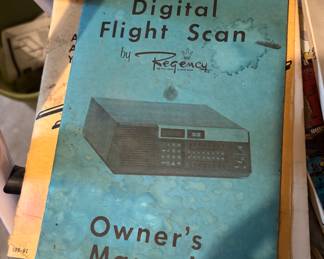 Digital
Flight Scan
by Regency
Owner's